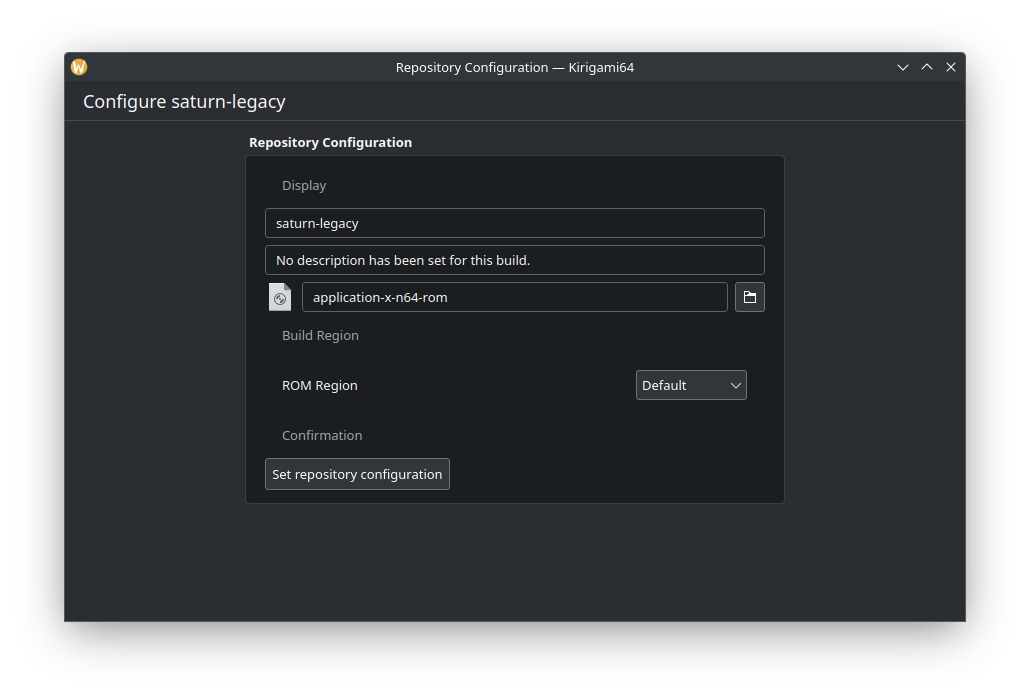 Repository Configuration — Kirigami64
Configure saturn-legacy
Repository Configuration
Display
saturn-legacy
No description has been set for this build.
application-x-n64-rom
Build Region
ROM Region
Default
Confirmation
Set repository configuration